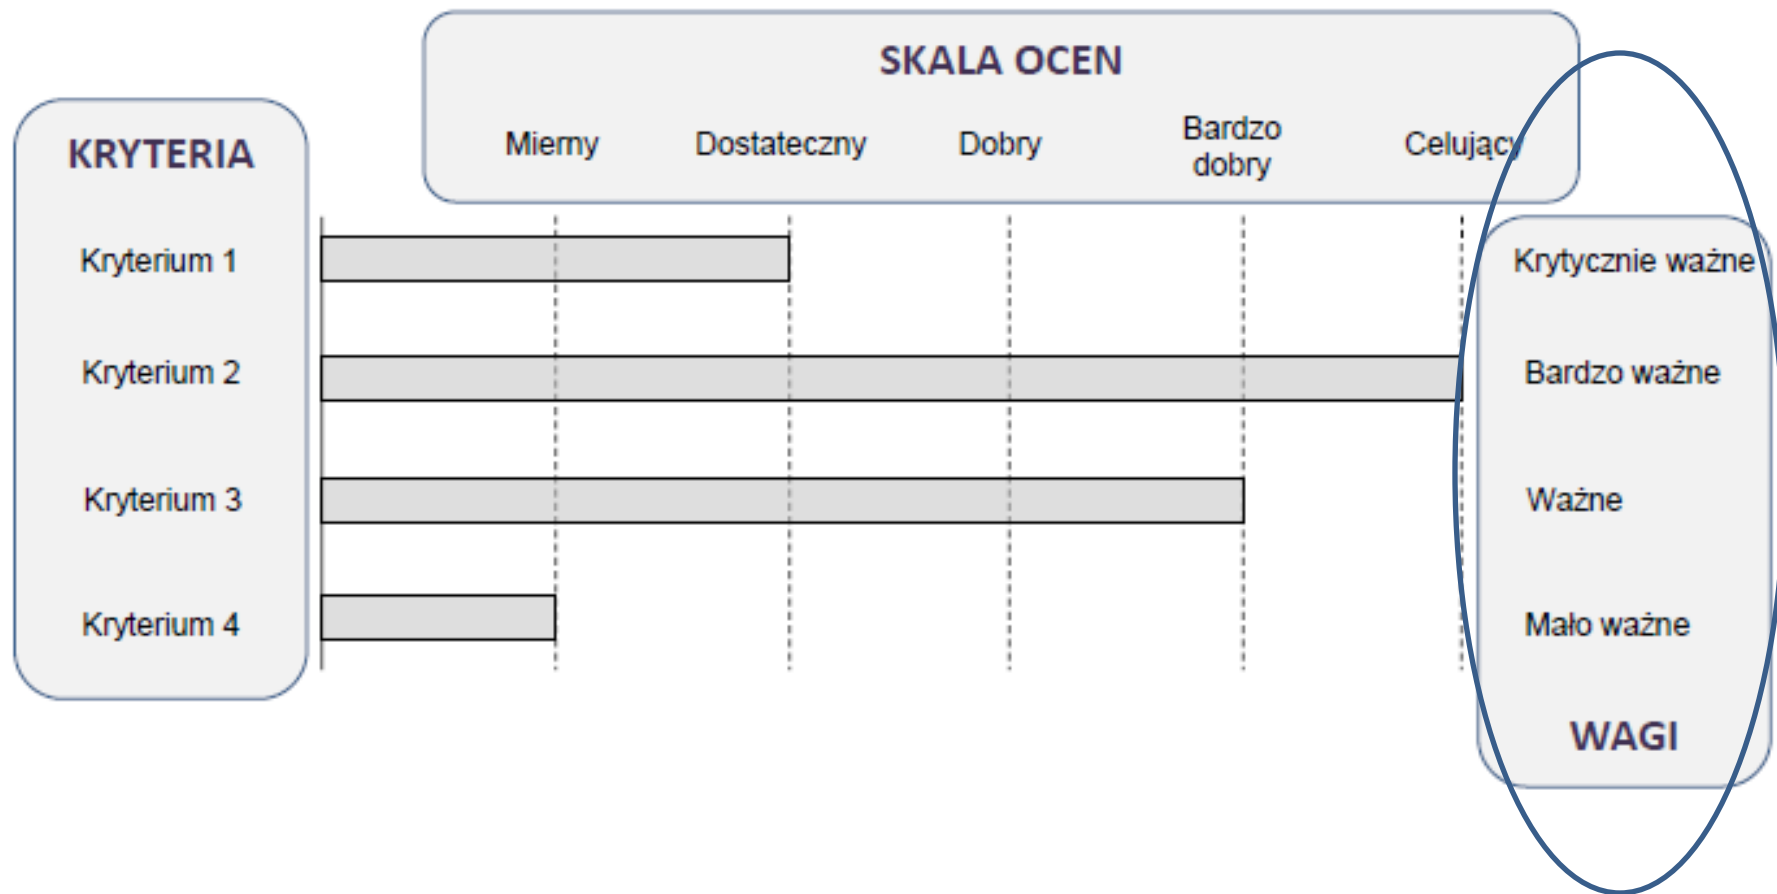 SKALA OCEN
KRYTERIA
Mierny
Dostateczny
Dobry
Bardzo
dobry
Celujący
Kryterium 1
Krytycznie ważne
Kryterium 2
Bardzo ważne
Kryterium 3
Ważne
Kryterium 4
Mało ważne
WAGI